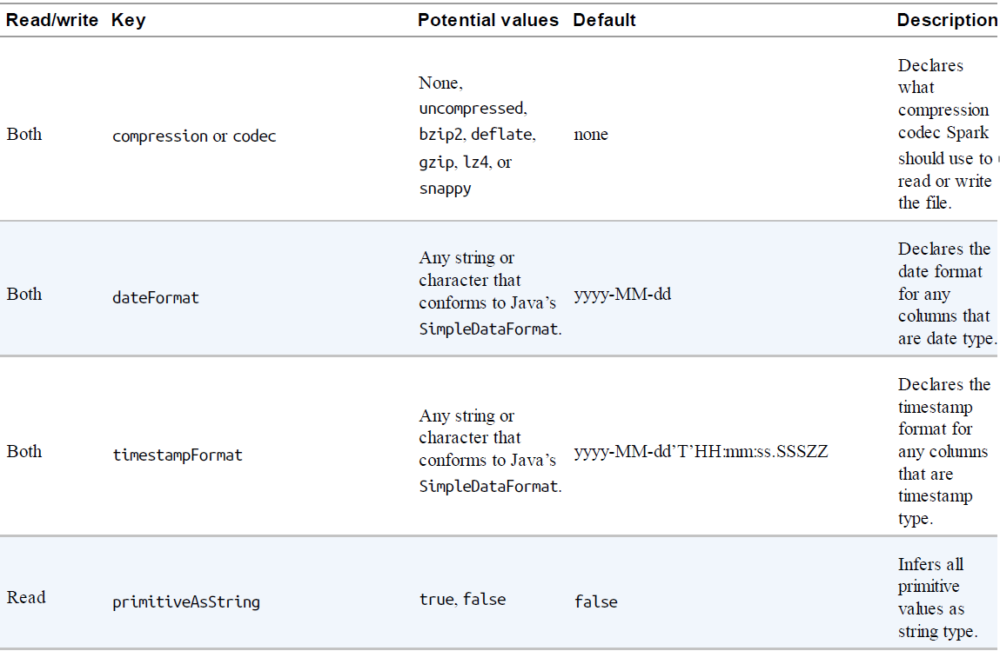 Read/write Key Potential values Default Description
Declares
what
None, compression
uncompressed, codec Spark
Both compression or codec bzip2, deflate, none should use to
gzip, lz4, or read or write
snappy the file.
Any string or Declares the
character that date format
Both dateFormat conforms to Java’s yyyy-MM-dd for any
SimpleDataFormat. columns that
are date type.
Declares the
Any string or timestamp
character that format for
Both timestampFormat conforms to Java’s yyyy-MM-dd’T’HH:mm:ss.SSSZZ any columns
SimpleDataFormat. that are
timestamp
type.
Infers all
primitive
Read primitiveAsString true, false false values as
string type.